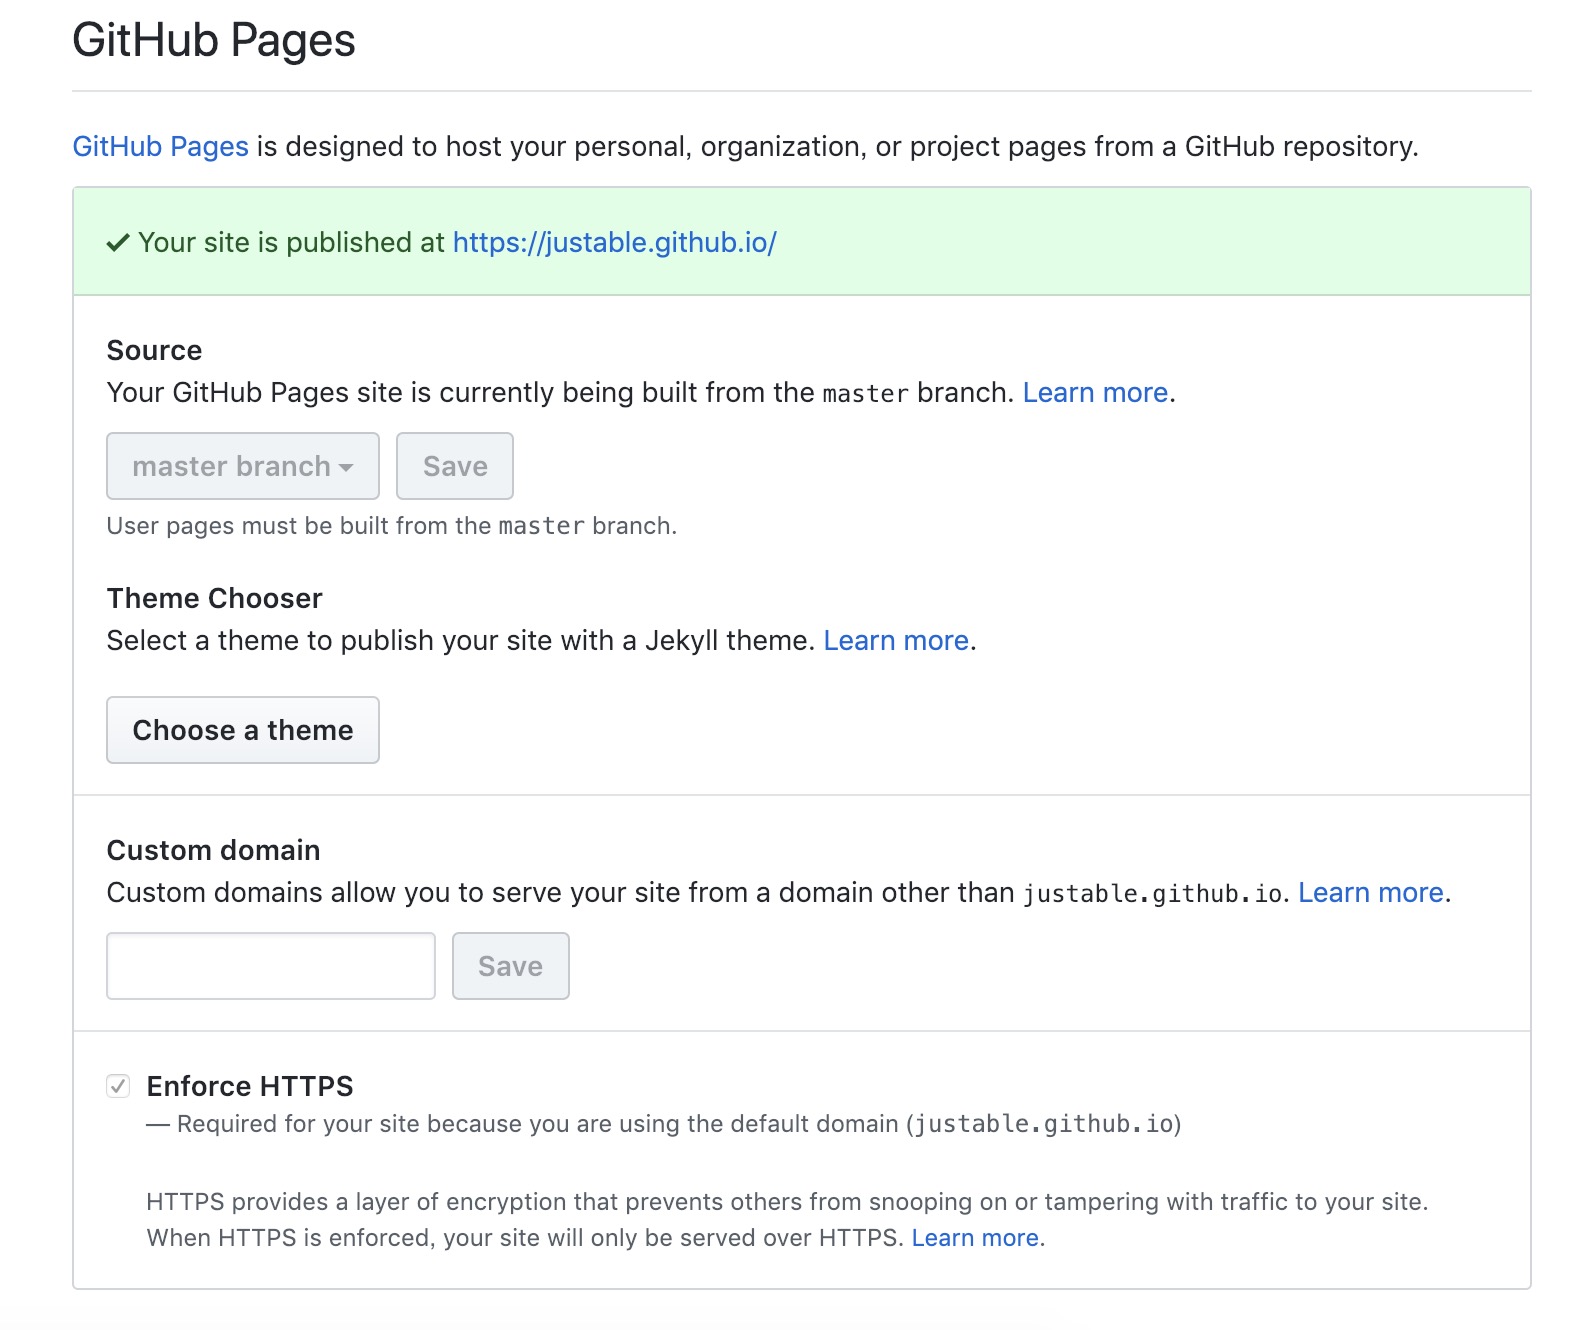 GitHub Pages
GitHub Pages is designed to host your personal, organization, or project pages from a GitHub repository.
✔ Your site is published at https://justable.github.io/
Source
Your GitHub Pages site is currently being built from the master branch. Learn more.
master branch Save
User pages must be built from the master branch.
Theme Chooser
Select a theme to publish your site with a Jekyll theme. Learn more.
Choose a theme
Custom domain
Custom domains allow you to serve your site from a domain other than justable.github.io. Learn more.
Save
Enforce HTTPS
— Required for your site because you are using the default domain (justable.github.io)
HTTPS provides a layer of encryption that prevents others from snooping on or tampering with traffic to your site.
When HTTPS is enforced, your site will only be served over HTTPS. Learn more.